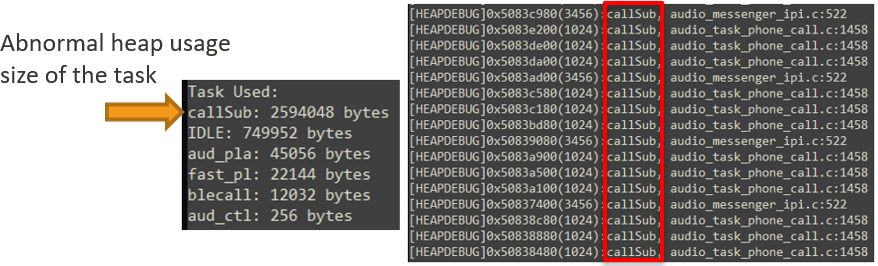 Abnormal heap usage
size of the task
Task Used:
callSub: 2594048 bytes
IDLE: 749952 bytes
aud_pla: 45056 bytes
fast_pl: 22144 bytes
blecall: 12032 bytes
aud_ctl: 256 bytes
[HEAPDEBUG]0x5083c980(3456):callSub, audio_messenger_ipi.c:522
[HEAPDEBUG]0x5083e200(1024):callSub, audio_task_phone_call.c:1458
[HEAPDEBUG]0x5083de00(1024):callSub, audio_task_phone_call.c:1458
[HEAPDEBUG]0x5083da00(1024):callSub, audio_task_phone_call.c:1458
[HEAPDEBUG]0x5083ad00(3456):callSub, audio_messenger_ipi.c:522
[HEAPDEBUG]0x5083c580(1024):callSub, audio_task_phone_call.c:1458
[HEAPDEBUG]0x5083c180(1024):callSub, audio_task_phone_call.c:1458
[HEAPDEBUG]0x5083bd80(1024):callSub, audio_task_phone_call.c:1458
[HEAPDEBUG]0x50839080(3456):callSub, audio_messenger_ipi.c:522
[HEAPDEBUG]0x5083a900(1024):callSub, audio_task_phone_call.c:1458
[HEAPDEBUG]0x5083a500(1024):callSub, audio_task_phone_call.c:1458
[HEAPDEBUG]0x5083a100(1024):callSub, audio_task_phone_call.c:1458
[HEAPDEBUG]0x50837400(3456):callSub, audio_messenger_ipi.c:522
[HEAPDEBUG]0x50838c80(1024):callSub, audio_task_phone_call.c:1458
[HEAPDEBUG]0x50838880(1024):callSub, audio_task_phone_call.c:1458
[HEAPDEBUG]0x50838480(1024):callSub, audio_task_phone_call.c:1458